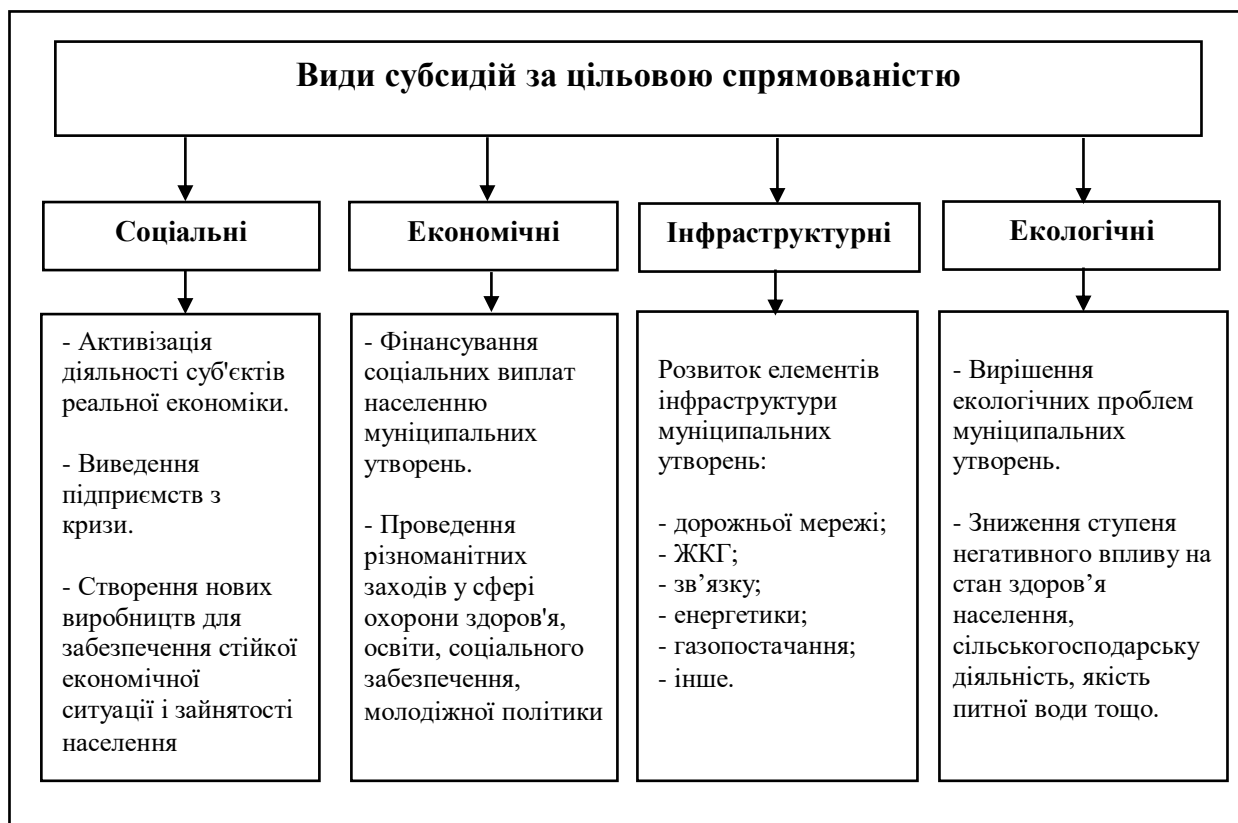 Види субсидій за цільовою спрямованістю
Соціальні
Економічні
Інфраструктурні
Екологічні
- Активізація
діяльності суб'єктів
реальної економіки.
- Виведення
підприємств з
кризи.
- Створення нових
виробництв для
забезпечення стійкої
економічної
ситуації і зайнятості
населення
- Фінансування
соціальних виплат
населенню
муніципальних
утворень.
- Проведення
різноманітних
заходів у сфері
охорони здоров'я,
освіти, соціального
забезпечення,
молодіжної політики
Розвиток елементів
інфраструктури
муніципальних
утворень:
- дорожньої мережі;
- ЖКГ;
- зв’язку;
- енергетики;
- газопостачання;
- інше.
- Вирішення
екологічних проблем
муніципальних
утворень.
- Зниження ступеня
негативного впливу на
стан здоров’я
населення,
сільськогосподарську
діяльність, якість
питної води тощо.